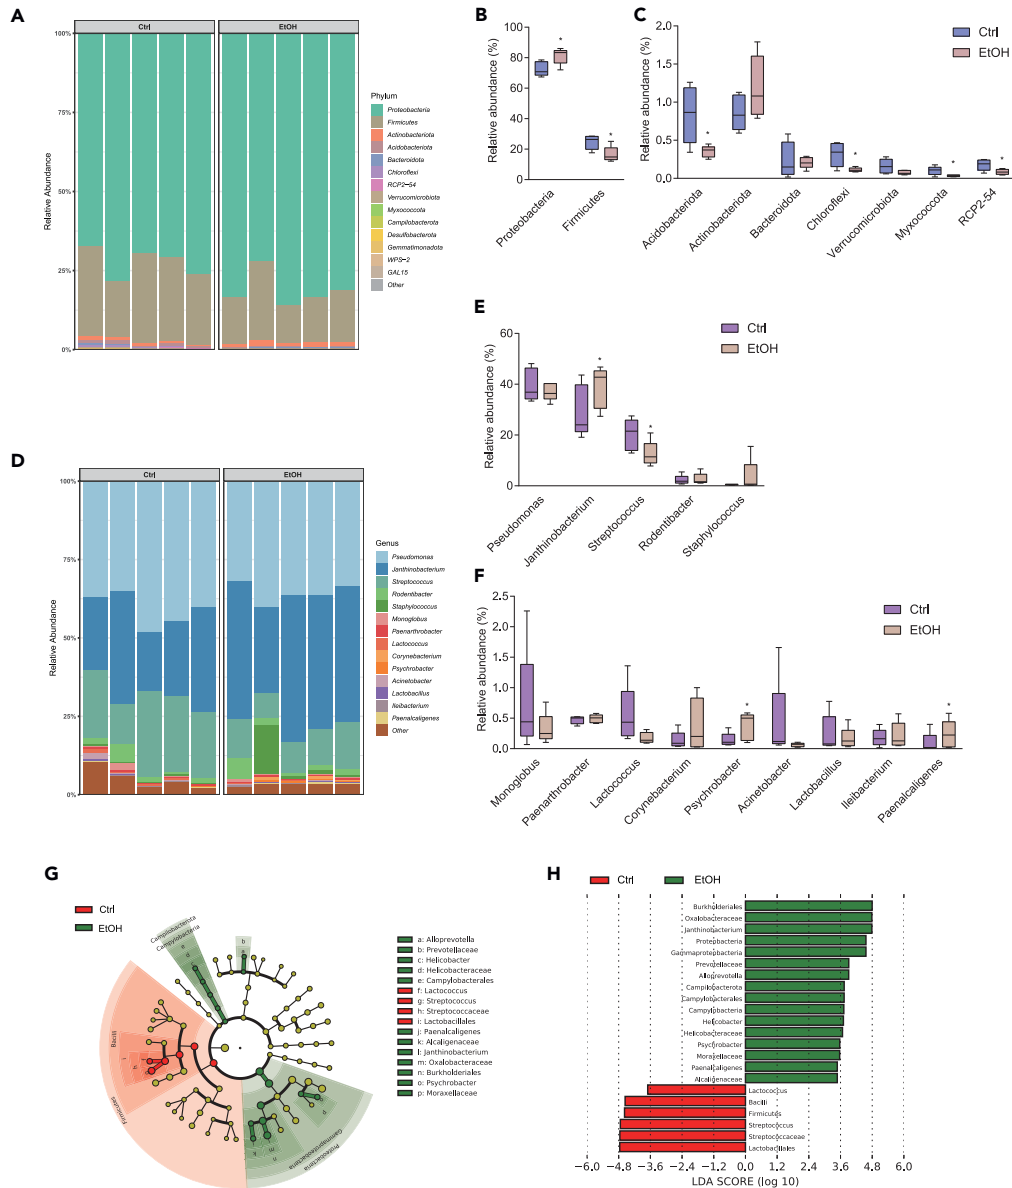 A
Ctrl
EtOH
100%
75%
50%
25%
0%
Relative Abundance
Phylum
Proteobacteria
Firmicutes
Actinobacteriota
Acidobacteriota
Bacteroidota
Chloroflexi
RCP2-54
Verrucomicrobiota
Myxococcota
Campilobacterota
Desulfobacterota
Gemmatimonadota
WPS-2
GAL15
Other
B
Relative abundance (%)
100
80
60
40
20
0
*
*
Proteobacteria
Firmicutes
C
Relative abundance (%)
2.0
1.5
1.0
0.5
0.0
Ctrl
EtOH
*
*
*
*
Acidobacteriota
Actinobacteriota
Bacteroidota
Chloroflexi
Verrucomicrobiota
Myxococcota
RCP2-54
D
Ctrl
EtOH
100%
75%
50%
25%
0%
Relative Abundance
Genus
Pseudomonas
Janthinobacterium
Streptococcus
Rodentibacter
Staphylococcus
Monoglobus
Paenarthrobacter
Lactococcus
Corynebacterium
Psychrobacter
Acinetobacter
Lactobacillus
Ileibacterium
Paenalcaligenes
Other
E
Relative abundance (%)
60
40
20
0
Ctrl
EtOH
*
*
Pseudomonas
Janthinobacterium
Streptococcus
Rodentibacter
Staphylococcus
F
Relative abundance (%)
2.5
2.0
1.5
1.0
0.5
0.0
Ctrl
EtOH
*
*
Monoglobus
Paenarthrobacter
Lactococcus
Corynebacterium
Psychrobacter
Acinetobacter
Lactobacillus
Ileibacterium
Paenalcaligenes
G
Ctrl
EtOH
Campilobacterota
Campylobacteria
Bacilli
Firmicutes
Gammaproteobacteria
Proteobacteria
a: Alloprevotella
b: Prevotellaceae
c: Helicobacter
d: Helicobacteraceae
e: Campylobacterales
f: Lactococcus
g: Streptococcus
h: Streptococcaceae
i: Lactobacillales
j: Paenalcaligenes
k: Alcaligenaceae
l: Janthinobacterium
m: Oxalobacteraceae
n: Burkholderiales
o: Psychrobacter
p: Moraxellaceae
H
Ctrl
EtOH
Burkholderiales
Oxalobacteraceae
Janthinobacterium
Proteobacteria
Gammaproteobacteria
Prevotellaceae
Alloprevotella
Campilobacterota
Campylobacterales
Campylobacteria
Helicobacter
Helicobacteraceae
Psychrobacter
Moraxellaceae
Paenalcaligenes
Alcaligenaceae
Lactococcus
Bacilli
Firmicutes
Streptococcus
Streptococcaceae
Lactobacillales
−6.0 −4.8 −3.6 −2.4 −1.2 0.0 1.2 2.4 3.6 4.8 6.0
LDA SCORE (log 10)